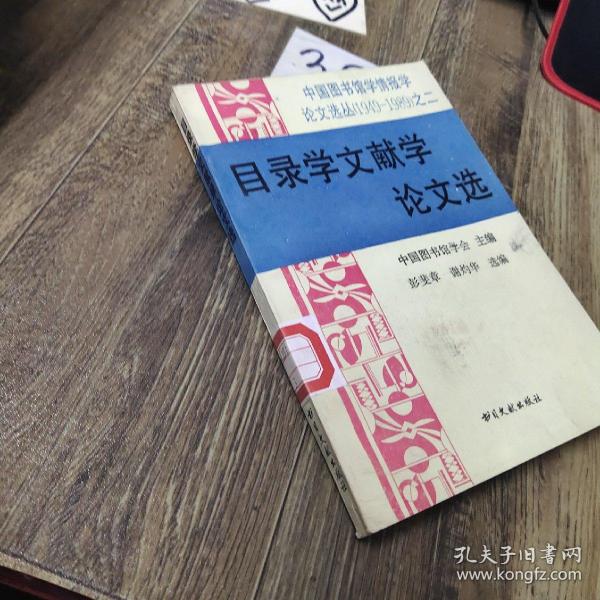 中国图书馆学情报学
论文选丛(1949-1989)之二
目录学文献学
论文选
中国图书馆学会 主编
彭斐章 谢灼华 选编
书目文献出版社
孔夫子旧书网
www.kongfz.com